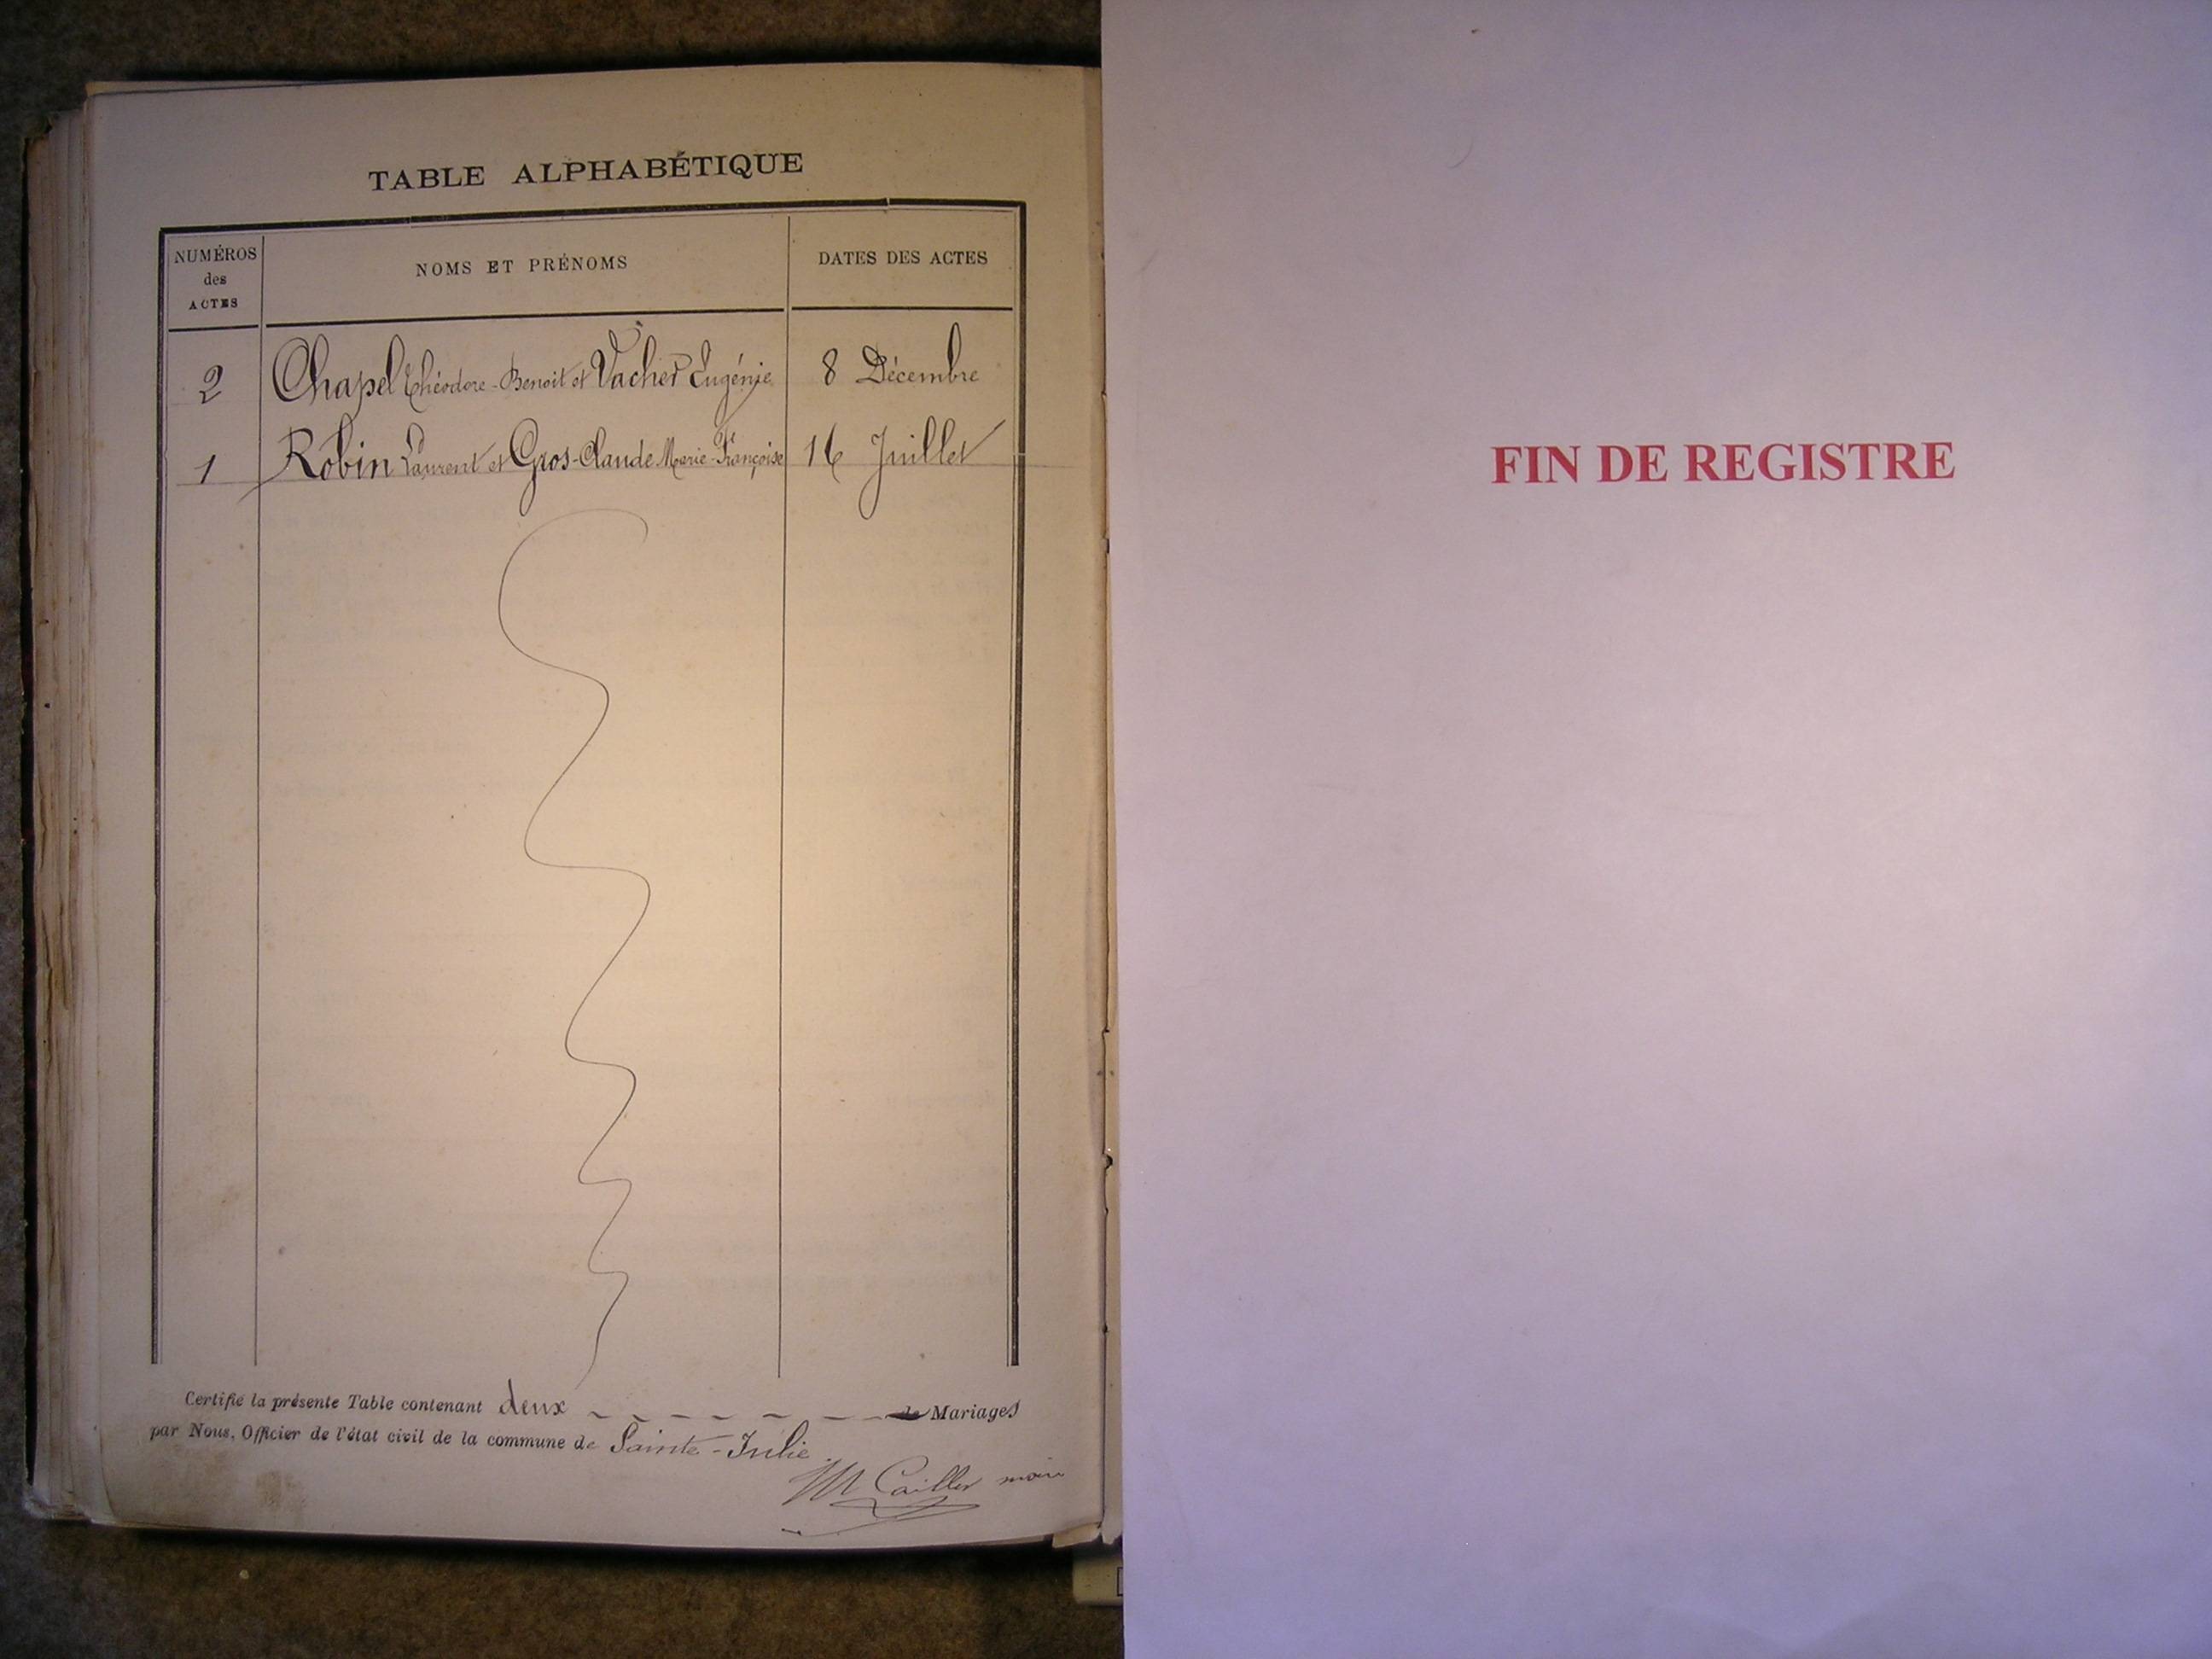 TABLE ALPHABÉTIQUE
NUMÉROS
des
ACTES
NOMS ET PRÉNOMS
DATES DES ACTES
2 Chapel Théodore-Benoit et Vacher Eugénie 8 Décembre
1 Robin Laurent et Gros-Claude Marie-Françoise 16 Juillet
Certifie la présente Table contenant deux de Mariages
par Nous, Officier de l'état civil de la commune de Sainte-Julie
M Cailler maire
FIN DE REGISTRE